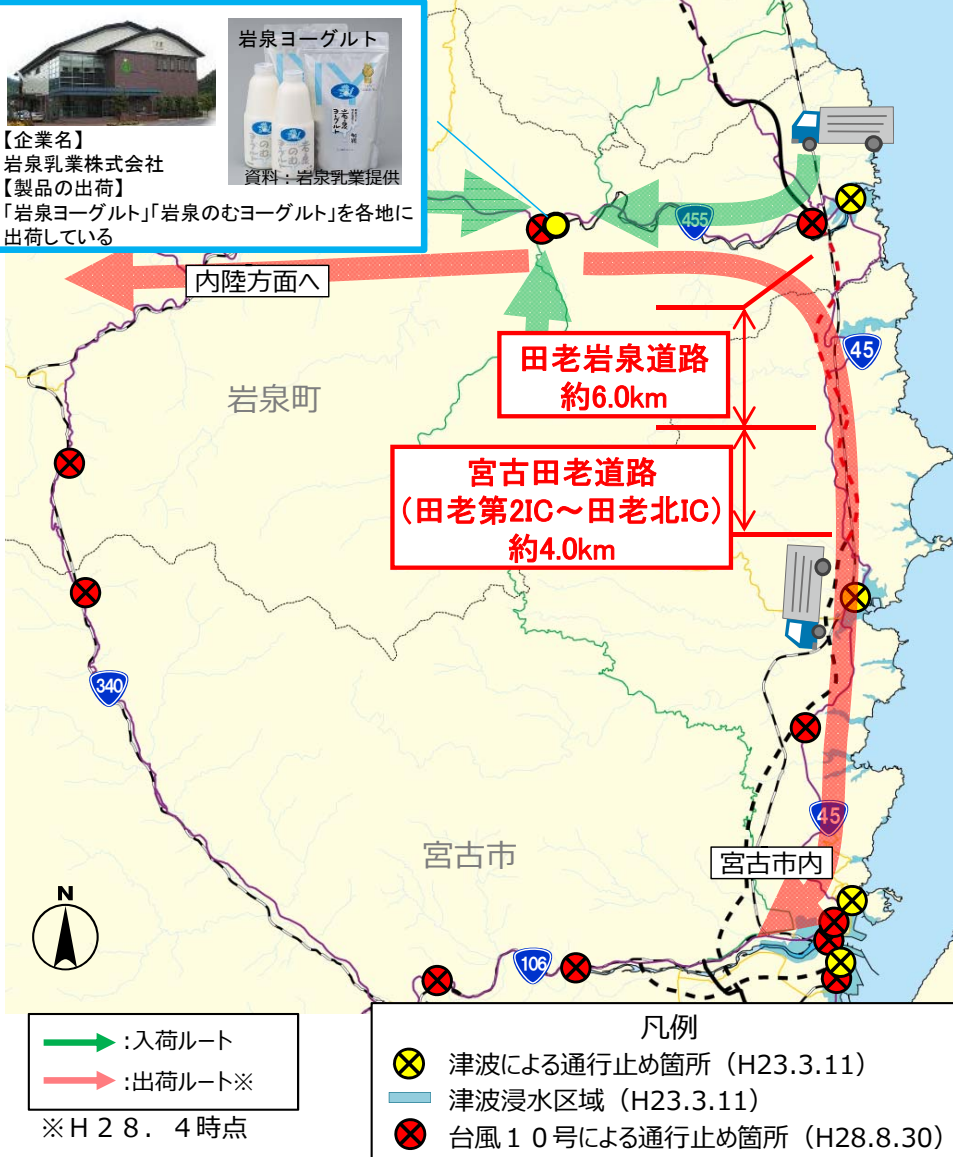 岩泉ヨーグルト
資料:岩泉乳業提供
【企業名】
岩泉乳業株式会社
【製品の出荷】
「岩泉ヨーグルト」「岩泉のむヨーグルト」を各地に
出荷している
455
内陸方面へ
45
田老岩泉道路
約6.0km
岩泉町
宮古田老道路
(田老第2IC~田老北IC)
約4.0km
340
45
宮古市
宮古市内
N
106
:入荷ルート
:出荷ルート※
※H28.4時点
凡例
津波による通行止め箇所(H23.3.11)
津波浸水区域(H23.3.11)
台風10号による通行止め箇所(H28.8.30)